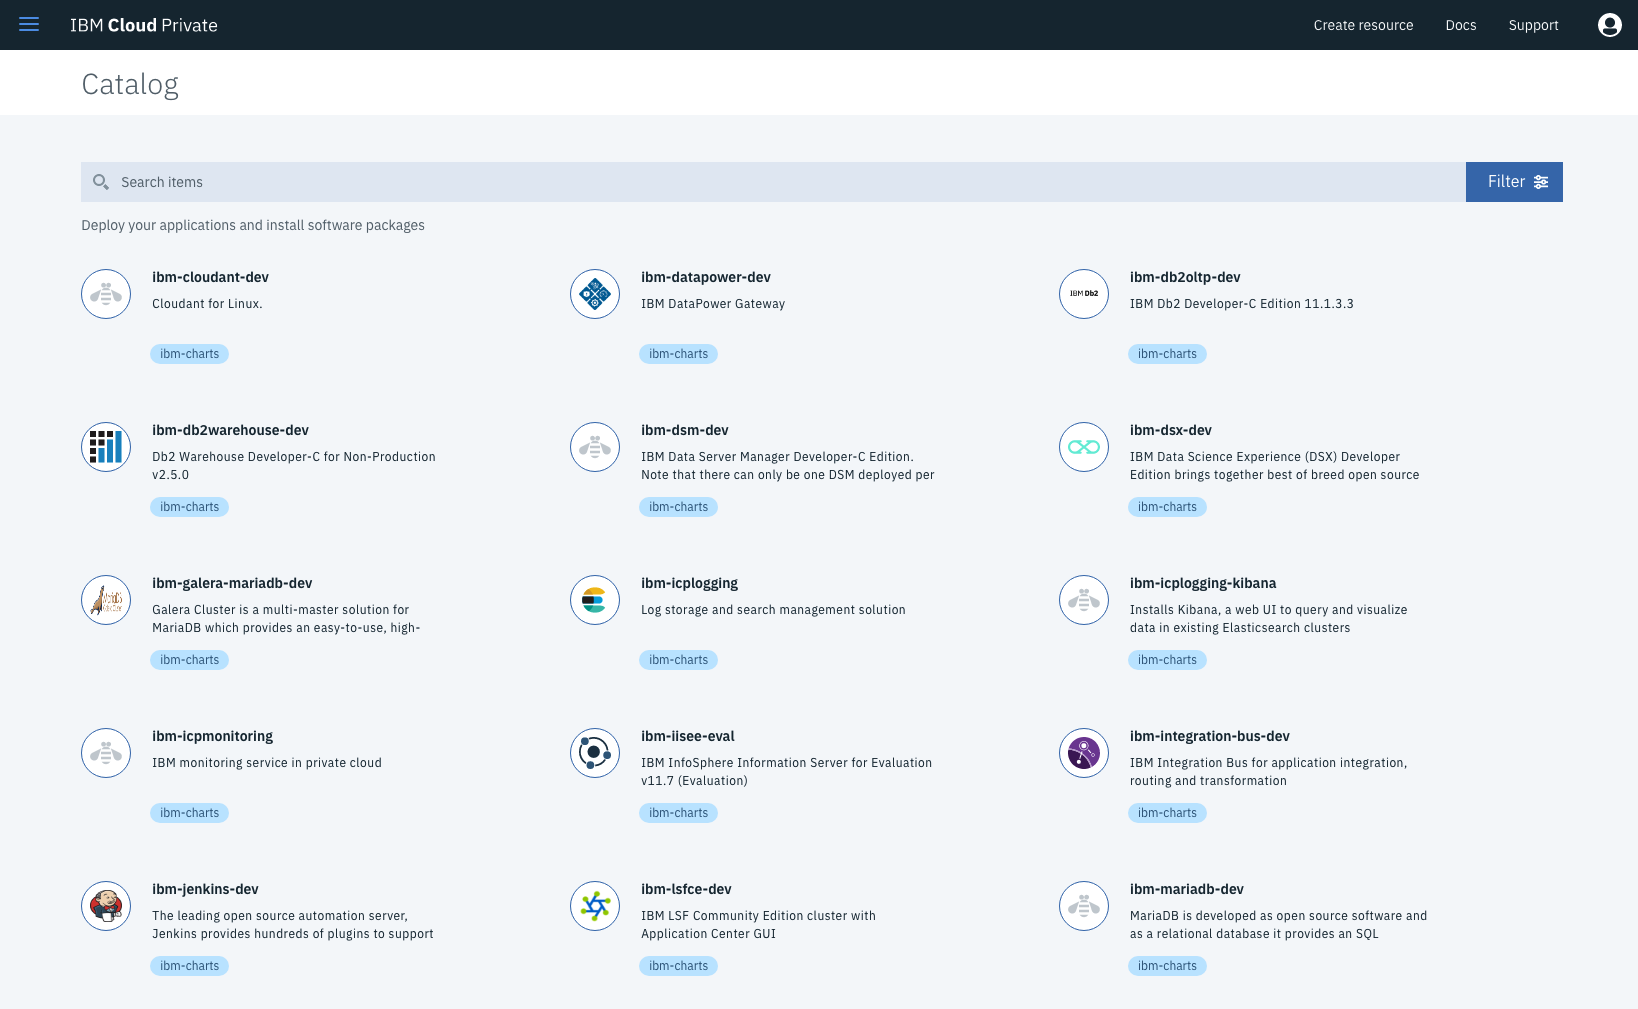 IBM Cloud Private
Create resource
Docs
Support
Catalog
Search items
Filter
Deploy your applications and install software packages
ibm-cloudant-dev
Cloudant for Linux.
ibm-charts
ibm-datapower-dev
IBM DataPower Gateway
ibm-charts
IBM Db2
ibm-db2oltp-dev
IBM Db2 Developer-C Edition 11.1.3.3
ibm-charts
ibm-db2warehouse-dev
Db2 Warehouse Developer-C for Non-Production
v2.5.0
ibm-charts
ibm-dsm-dev
IBM Data Server Manager Developer-C Edition.
Note that there can only be one DSM deployed per
ibm-charts
ibm-dsx-dev
IBM Data Science Experience (DSX) Developer
Edition brings together best of breed open source
ibm-charts
ibm-galera-mariadb-dev
Galera Cluster is a multi-master solution for
MariaDB which provides an easy-to-use, high-
ibm-charts
ibm-icplogging
Log storage and search management solution
ibm-charts
ibm-icplogging-kibana
Installs Kibana, a web UI to query and visualize
data in existing Elasticsearch clusters
ibm-charts
ibm-icpmonitoring
IBM monitoring service in private cloud
ibm-charts
ibm-iisee-eval
IBM InfoSphere Information Server for Evaluation
v11.7 (Evaluation)
ibm-charts
ibm-integration-bus-dev
IBM Integration Bus for application integration,
routing and transformation
ibm-charts
ibm-jenkins-dev
The leading open source automation server,
Jenkins provides hundreds of plugins to support
ibm-charts
ibm-lsfce-dev
IBM LSF Community Edition cluster with
Application Center GUI
ibm-charts
ibm-mariadb-dev
MariaDB is developed as open source software and
as a relational database it provides an SQL
ibm-charts